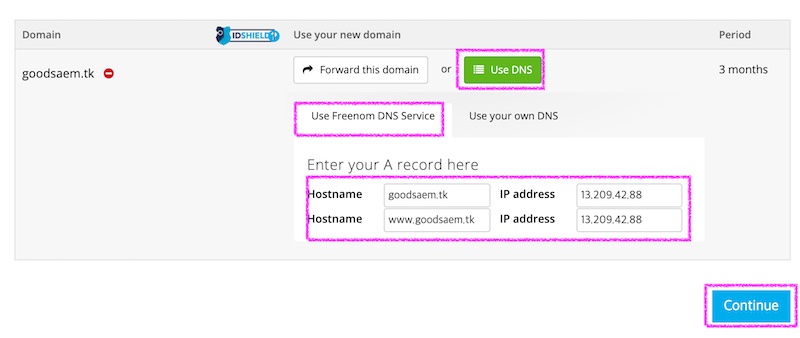 Domain IDSHIELD Use your new domain Period
goodsaem.tk Forward this domain or Use DNS 3 months
Use Freenom DNS Service Use your own DNS
Enter your A record here
Hostname goodsaem.tk IP address 13.209.42.88
Hostname www.goodsaem.tk IP address 13.209.42.88
Continue